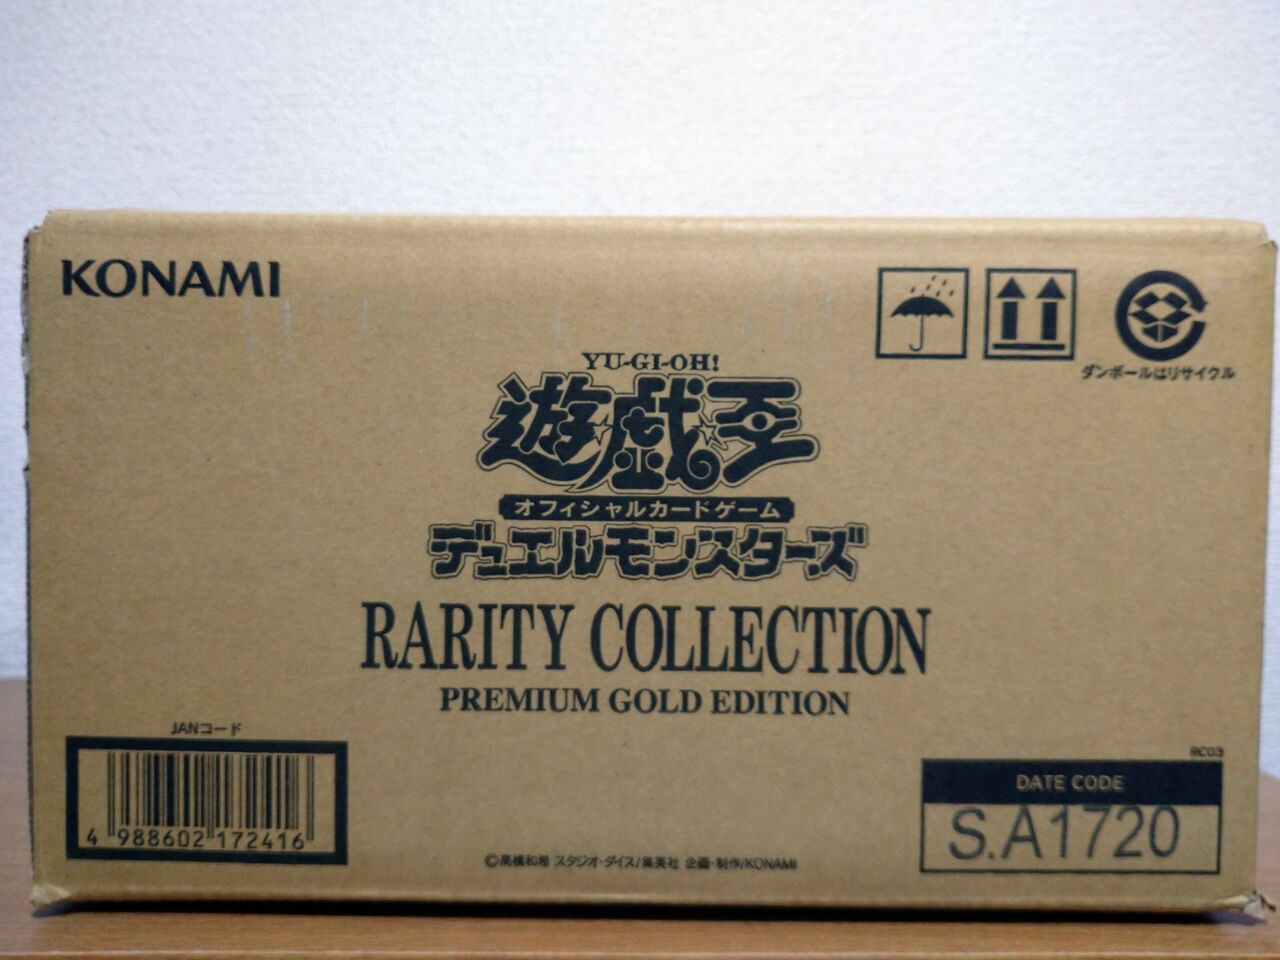 KONAMI
ダンボールはリサイクル
YU-GI-OH!
遊戯王
オフィシャルカードゲーム
デュエルモンスターズ
RARITY COLLECTION
PREMIUM GOLD EDITION
JANコード
4 988602 172416
RC03
DATE CODE
S.A1720
©高橋和希 スタジオ・ダイス/集英社 企画・制作/KONAMI